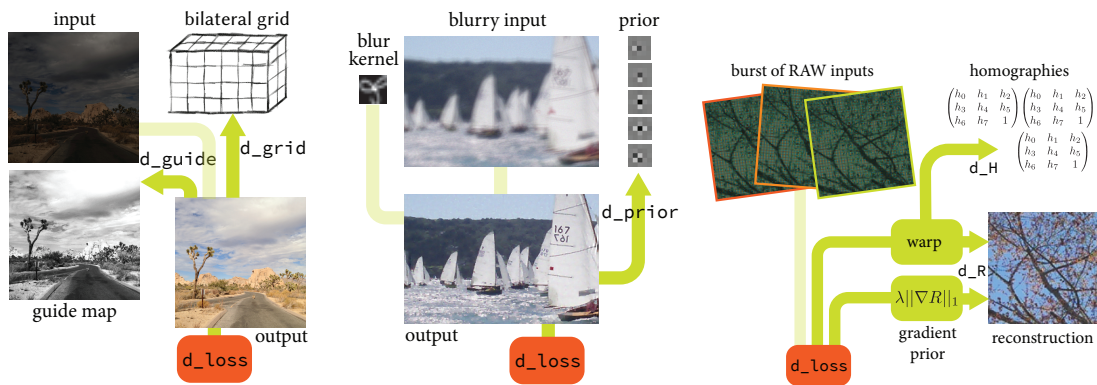 input
bilateral grid
d_guide
d_grid
guide map
output
d_loss
blurry input
prior
blur
kernel
167
167
d_prior
output
d_loss
burst of RAW inputs
homographies
h₀ h₁ h₂
h₃ h₄ h₅
h₆ h₇ 1
h₀ h₁ h₂
h₃ h₄ h₅
h₆ h₇ 1
h₀ h₁ h₂
h₃ h₄ h₅
h₆ h₇ 1
d_H
warp
d_R
λ||∇R||₁
gradient
prior
reconstruction
d_loss